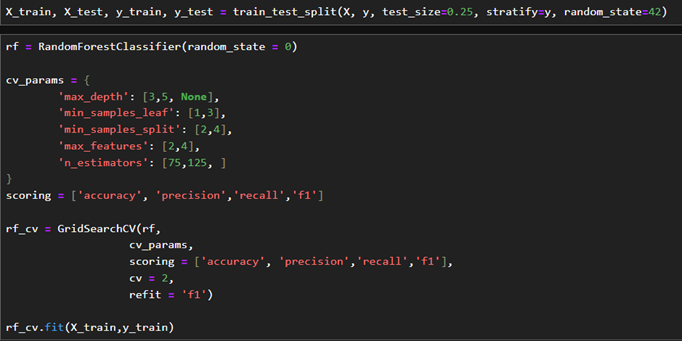 X_train, X_test, y_train, y_test = train_test_split(X, y, test_size=0.25, stratify=y, random_state=42)
rf = RandomForestClassifier(random_state = 0)
cv_params = {
'max_depth': [3,5, None],
'min_samples_leaf': [1,3],
'min_samples_split': [2,4],
'max_features': [2,4],
'n_estimators': [75,125, ]
}
scoring = ['accuracy', 'precision','recall','f1']
rf_cv = GridSearchCV(rf,
cv_params,
scoring = ['accuracy', 'precision','recall','f1'],
cv = 2,
refit = 'f1')
rf_cv.fit(X_train,y_train)